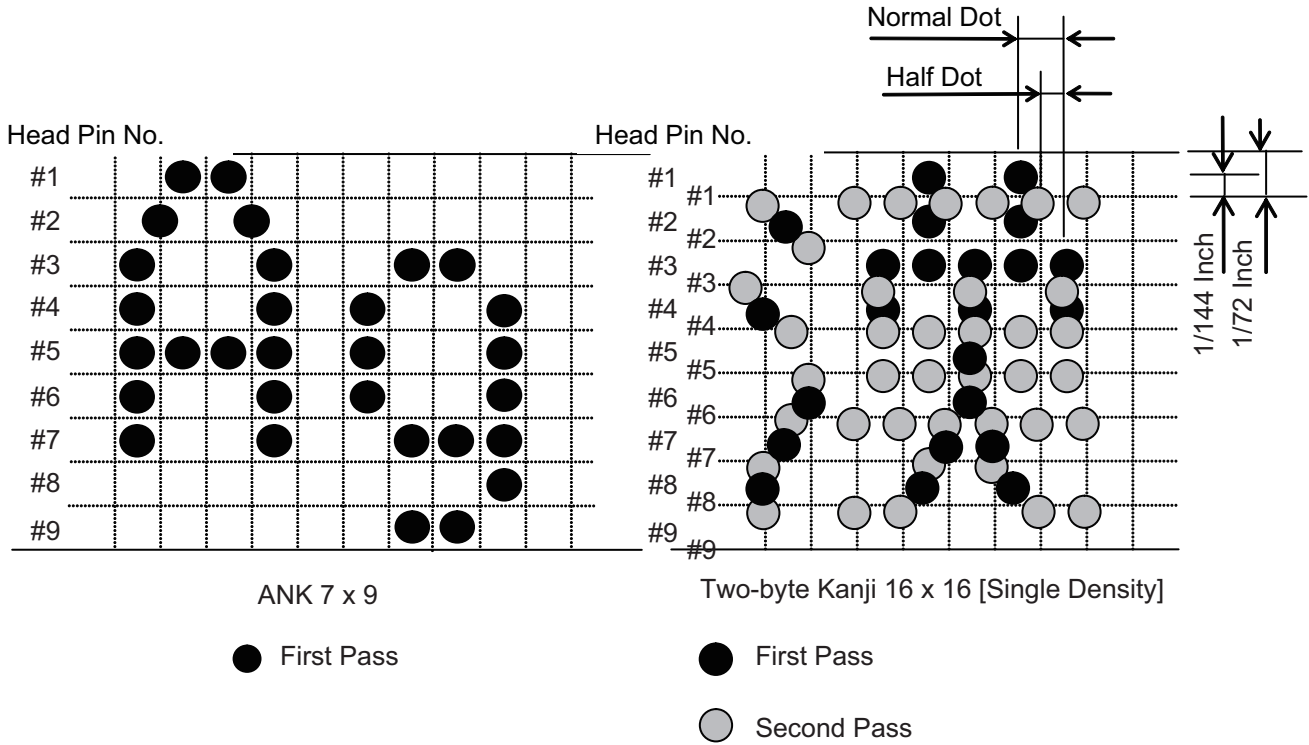 Normal Dot
Half Dot
Head Pin No.
Head Pin No.
#1
#2
#3
#4
#5
#6
#7
#8
#9
#1
#1
#2
#2
#3
#3
#4
#4
#5
#5
#6
#6
#7
#7
#8
#8
#9
#9
1/144 Inch
1/72 Inch
ANK 7 x 9
Two-byte Kanji 16 x 16 [Single Density]
First Pass
First Pass
Second Pass